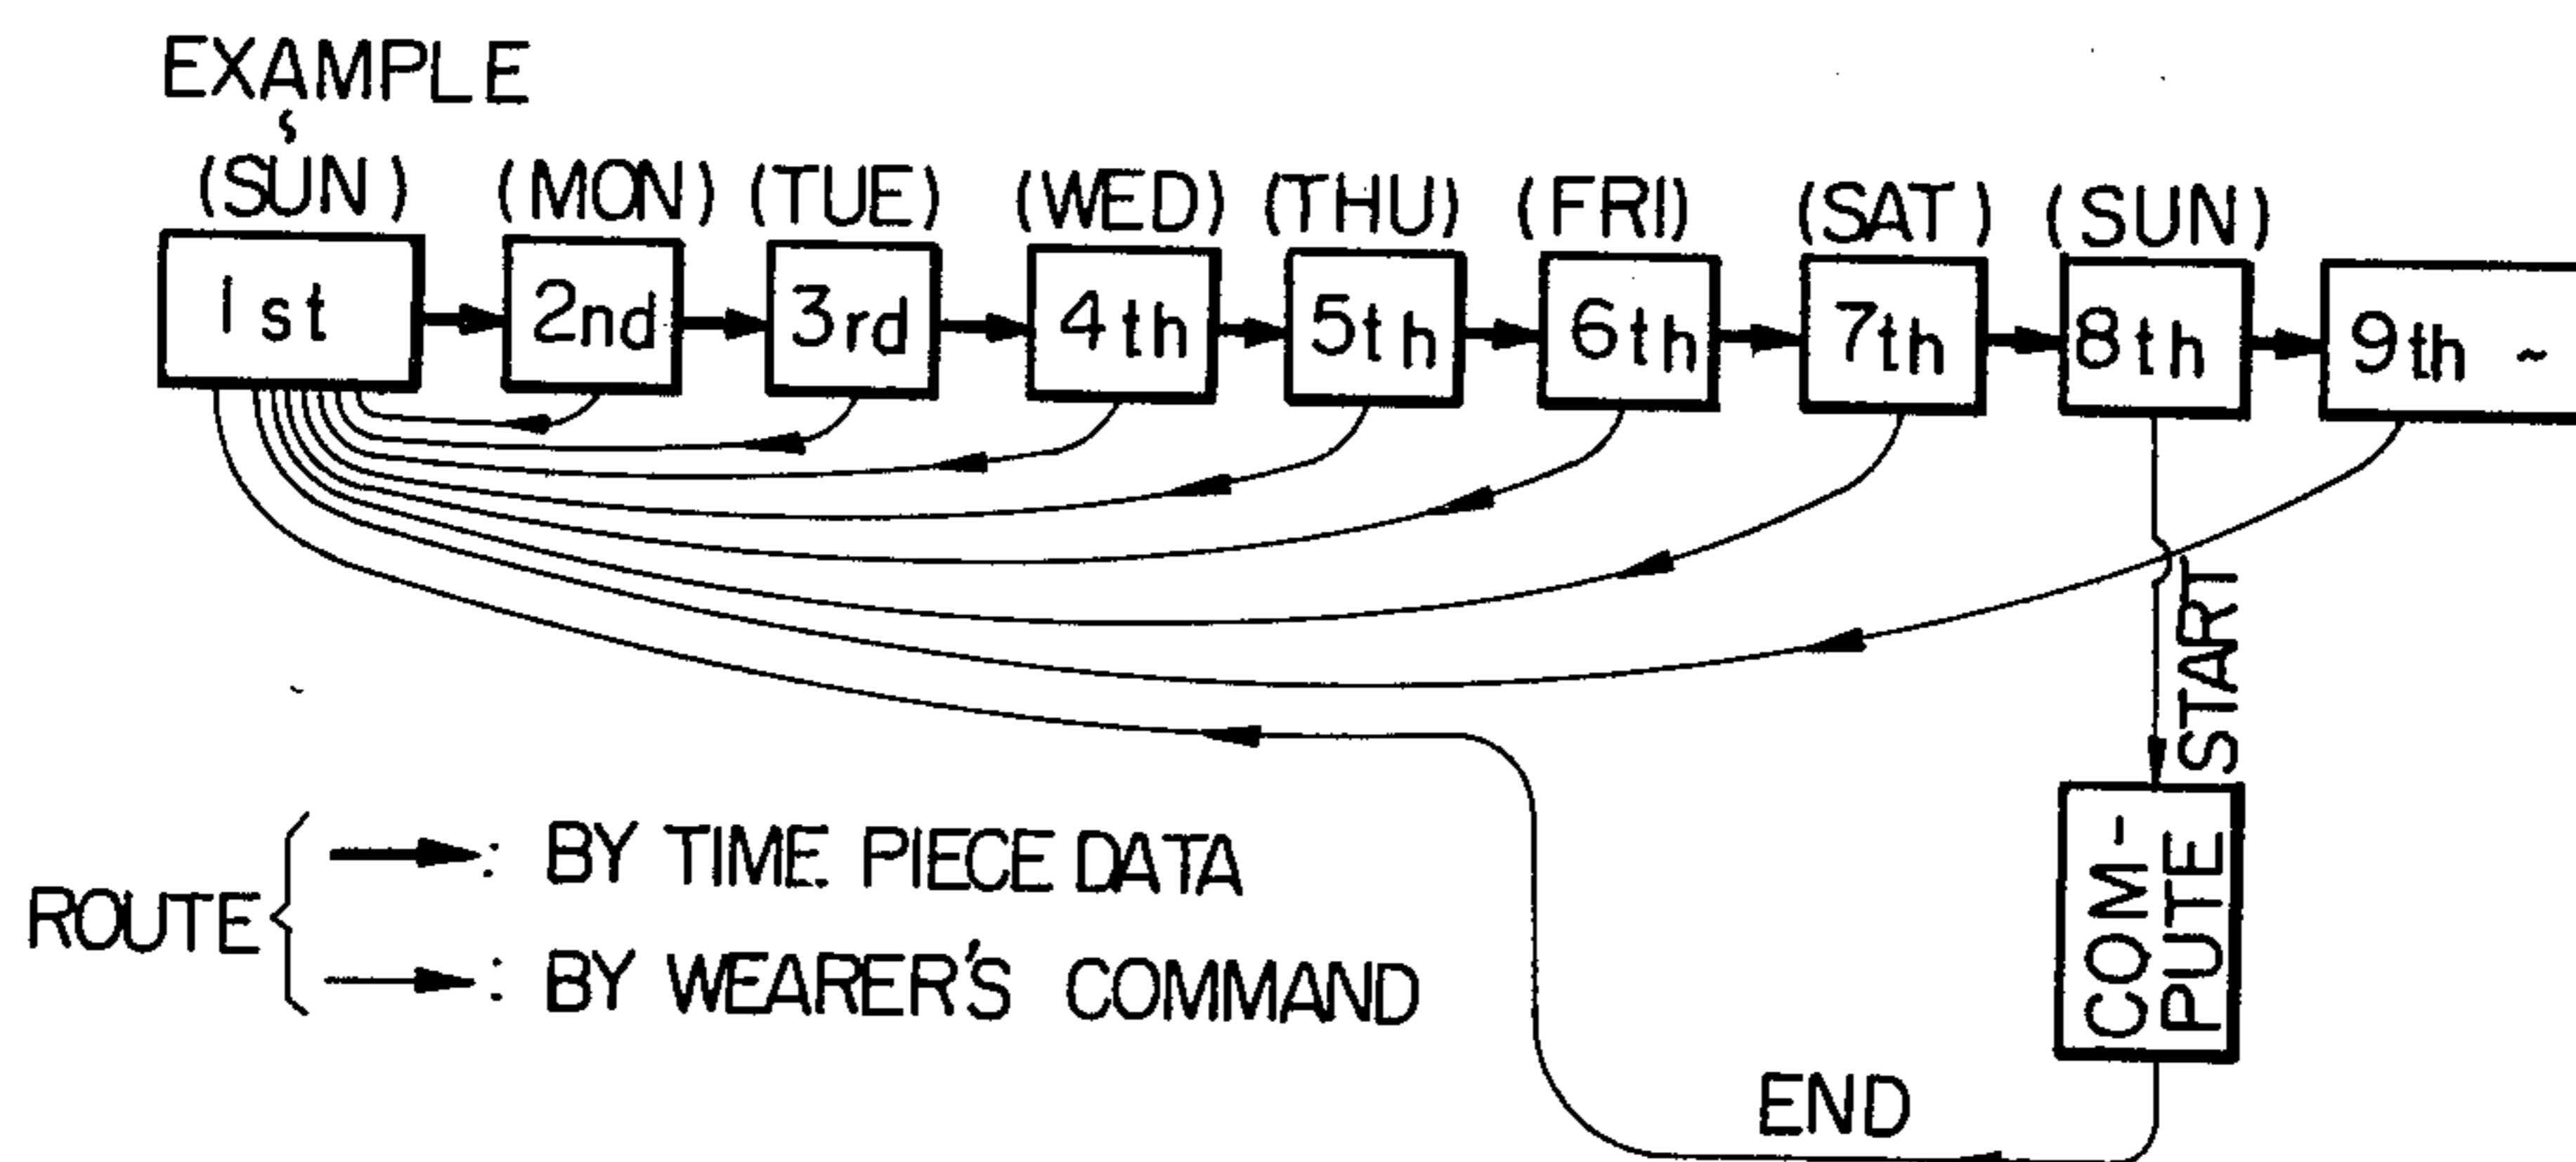 EXAMPLE
(SUN) (MON) (TUE) (WED) (THU) (FRI) (SAT) (SUN)
1st 2nd 3rd 4th 5th 6th 7th 8th 9th ~
START
COM-
PUTE
END
ROUTE
: BY TIME PIECE DATA
: BY WEARER'S COMMAND